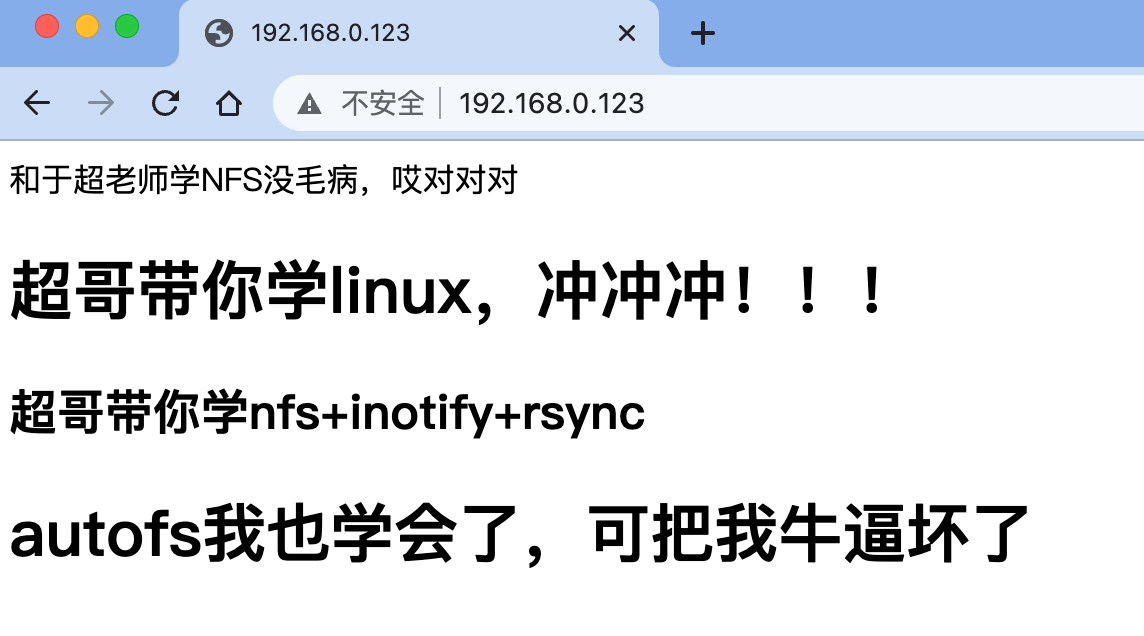 192.168.0.123
不安全 192.168.0.123
和于超老师学NFS没毛病，哎对对对
超哥带你学linux，冲冲冲！！！
超哥带你学nfs+inotify+rsync
autofs我也学会了，可把我牛逼坏了